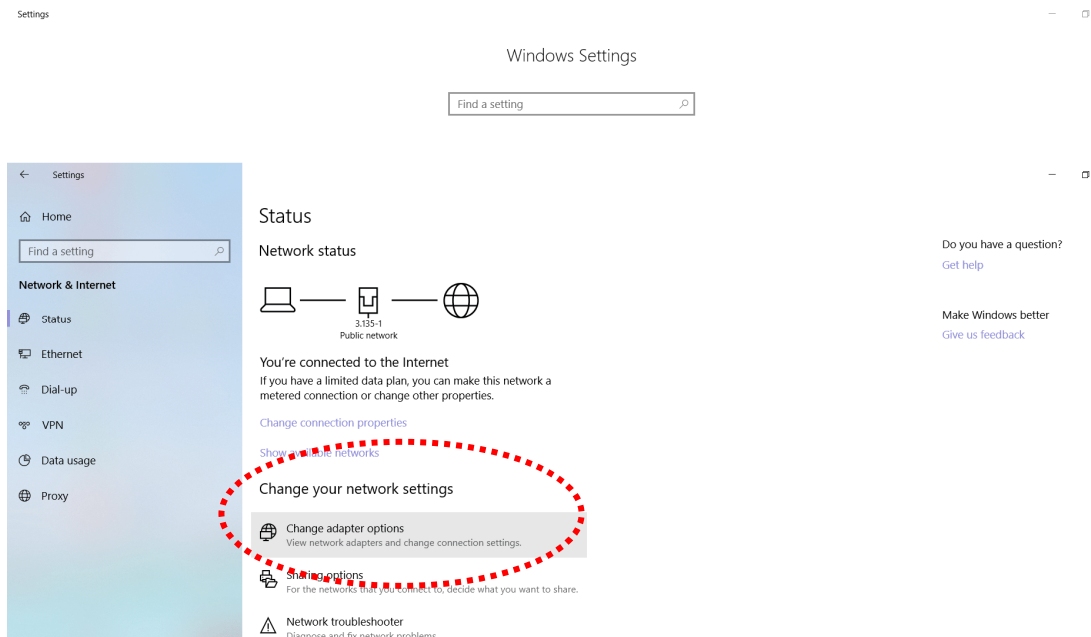 Settings
Windows Settings
Find a setting
Settings
Home
Find a setting
Network & Internet
Status
Ethernet
Dial-up
VPN
Data usage
Proxy
Status
Network status
3.135-1
Public network
You're connected to the Internet
If you have a limited data plan, you can make this network a
metered connection or change other properties.
Change connection properties
Show available networks
Change your network settings
Change adapter options
View network adapters and change connection settings.
Sharing options
For the networks that you connect to, decide what you want to share.
Network troubleshooter
Diagnose and fix network problems.
Do you have a question?
Get help
Make Windows better
Give us feedback